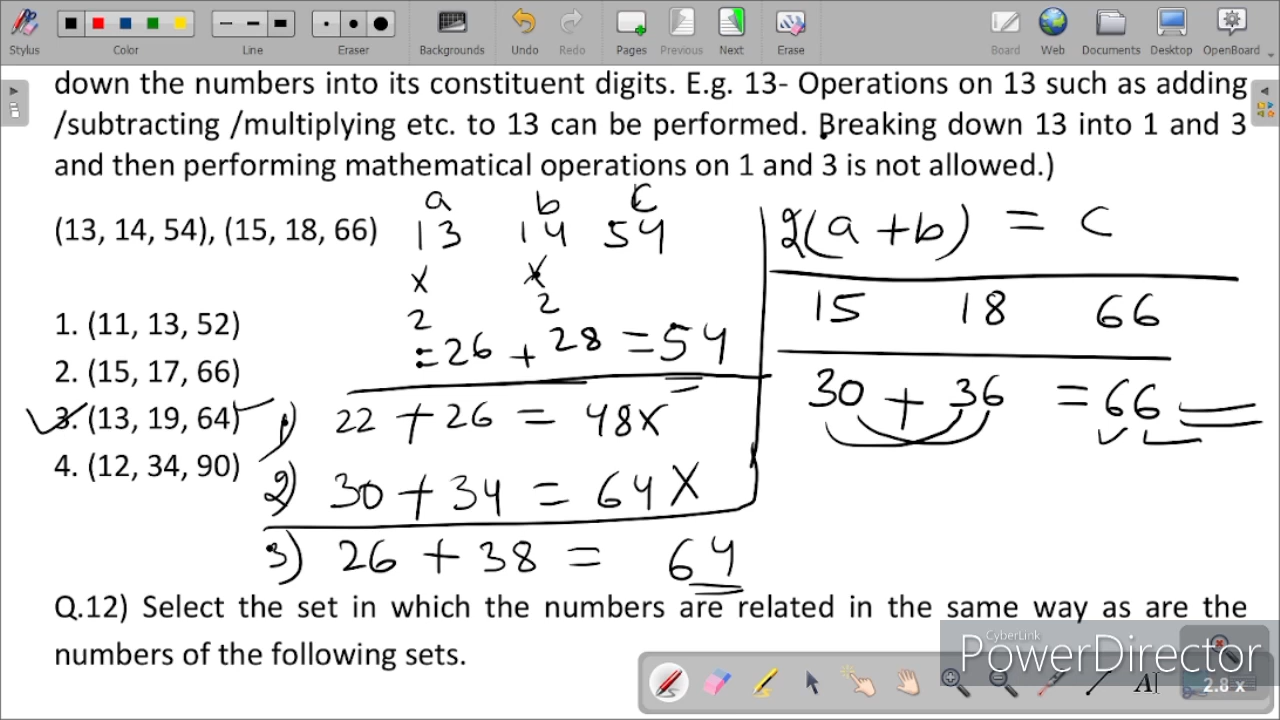 Stylus Color Line Eraser Backgrounds Undo Redo Pages Previous Next Erase Board Web Documents Desktop OpenBoard
down the numbers into its constituent digits. E.g. 13- Operations on 13 such as adding
/subtracting /multiplying etc. to 13 can be performed. Breaking down 13 into 1 and 3
and then performing mathematical operations on 1 and 3 is not allowed.)
(13, 14, 54), (15, 18, 66)
a b c
13 14 54
x x
2 2
= 26 + 28 = 54
2(a + b) = c
15 18 66
30 + 36 = 66
1. (11, 13, 52)
2. (15, 17, 66)
3. (13, 19, 64)
4. (12, 34, 90)
1) 22 + 26 = 48 x
2) 30 + 34 = 64 X
3) 26 + 38 = 64
Q.12) Select the set in which the numbers are related in the same way as are the
numbers of the following sets.
CyberLink
PowerDirector
2.8 x